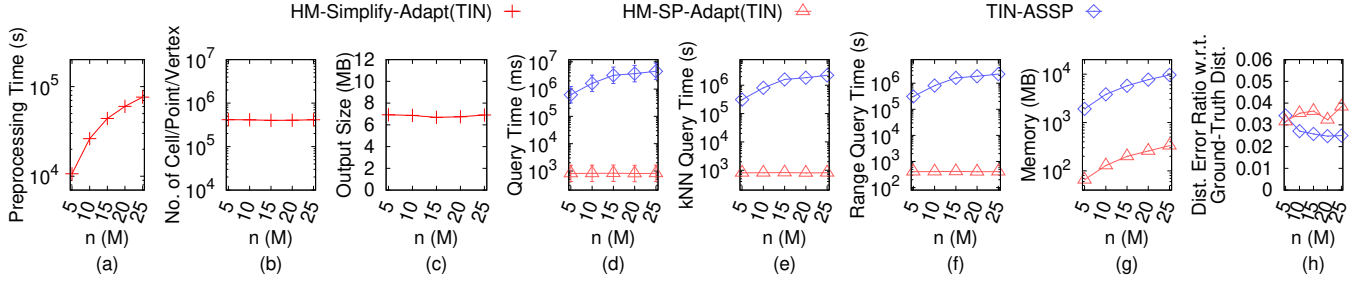 HM-Simplify-Adapt(TIN) HM-SP-Adapt(TIN) TIN-ASSP
Preprocessing Time (s)
10^5
10^4
5 10 15 20 25
n (M)
(a)
No. of Cell/Point/Vertex
10^7
10^6
10^5
10^4
5 10 15 20 25
n (M)
(b)
Output Size (MB)
12
10
8
6
4
2
0
5 10 15 20 25
n (M)
(c)
Query Time (ms)
10^7
10^6
10^5
10^4
10^3
5 10 15 20 25
n (M)
(d)
kNN Query Time (s)
10^6
10^5
10^4
10^3
5 10 15 20 25
n (M)
(e)
Range Query Time (s)
10^6
10^5
10^4
10^3
10^2
5 10 15 20 25
n (M)
(f)
Memory (MB)
10^4
10^3
10^2
5 10 15 20 25
n (M)
(g)
Dist. Error Ratio w.r.t.
Ground-Truth Dist.
0.06
0.05
0.04
0.03
0.02
0.01
0
5 10 15 20 25
n (M)
(h)